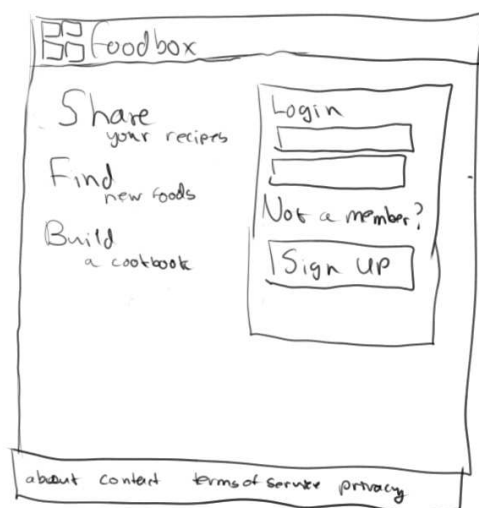 Foodbox
Share
your recipes
Find
new foods
Build
a cookbook
Login
Not a member?
Sign up
about contact terms of service privacy